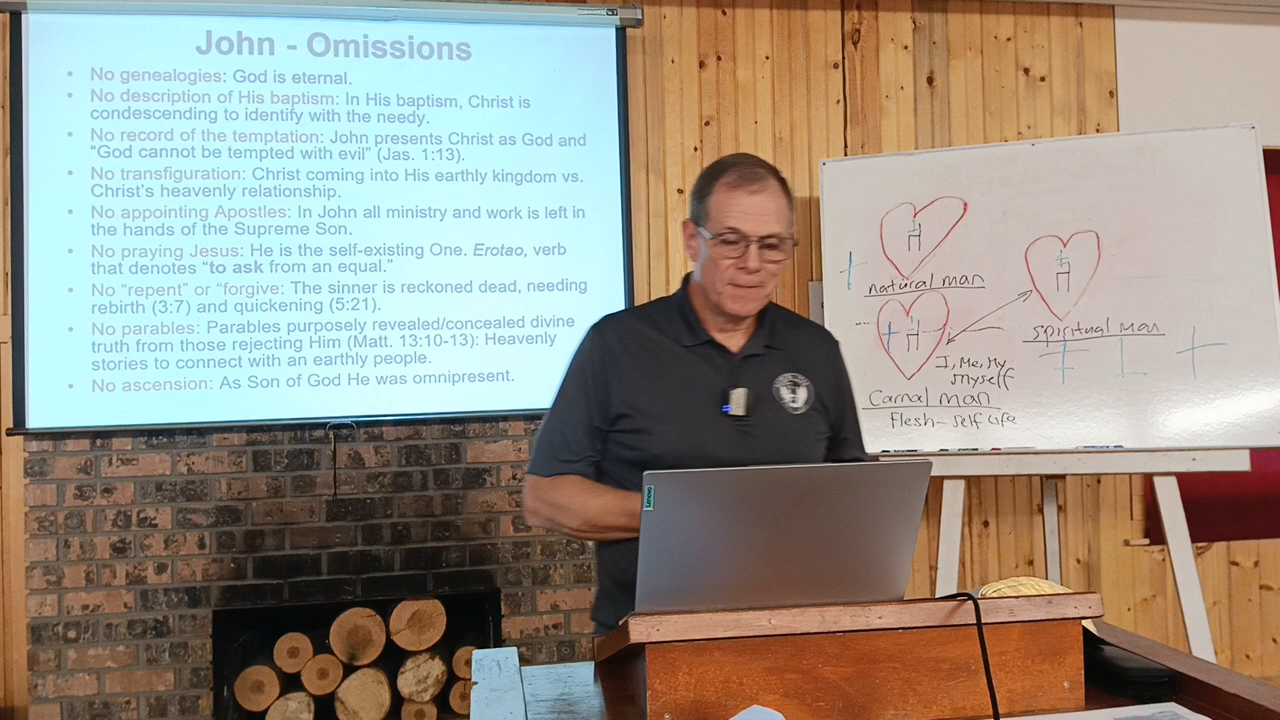 John - Omissions
• No genealogies: God is eternal.
• No description of His baptism: In His baptism, Christ is
condescending to identify with the needy.
• No record of the temptation: John presents Christ as God and
“God cannot be tempted with evil” (Jas. 1:13).
• No transfiguration: Christ coming into His earthly kingdom vs.
Christ's heavenly relationship.
• No appointing Apostles: In John all ministry and work is left in
the hands of the Supreme Son.
• No praying Jesus: He is the self-existing One. Erotao, verb
that denotes “to ask from an equal.”
• No “repent” or “forgive: The sinner is reckoned dead, needing
rebirth (3:7) and quickening (5:21).
• No parables: Parables purposely revealed/concealed divine
truth from those rejecting Him (Matt. 13:10-13): Heavenly
stories to connect with an earthly people.
• No ascension: As Son of God He was omnipresent.
natural man
spiritual man
I, Me, My
Myself
Carnal man
Flesh - Self Life
Lenovo